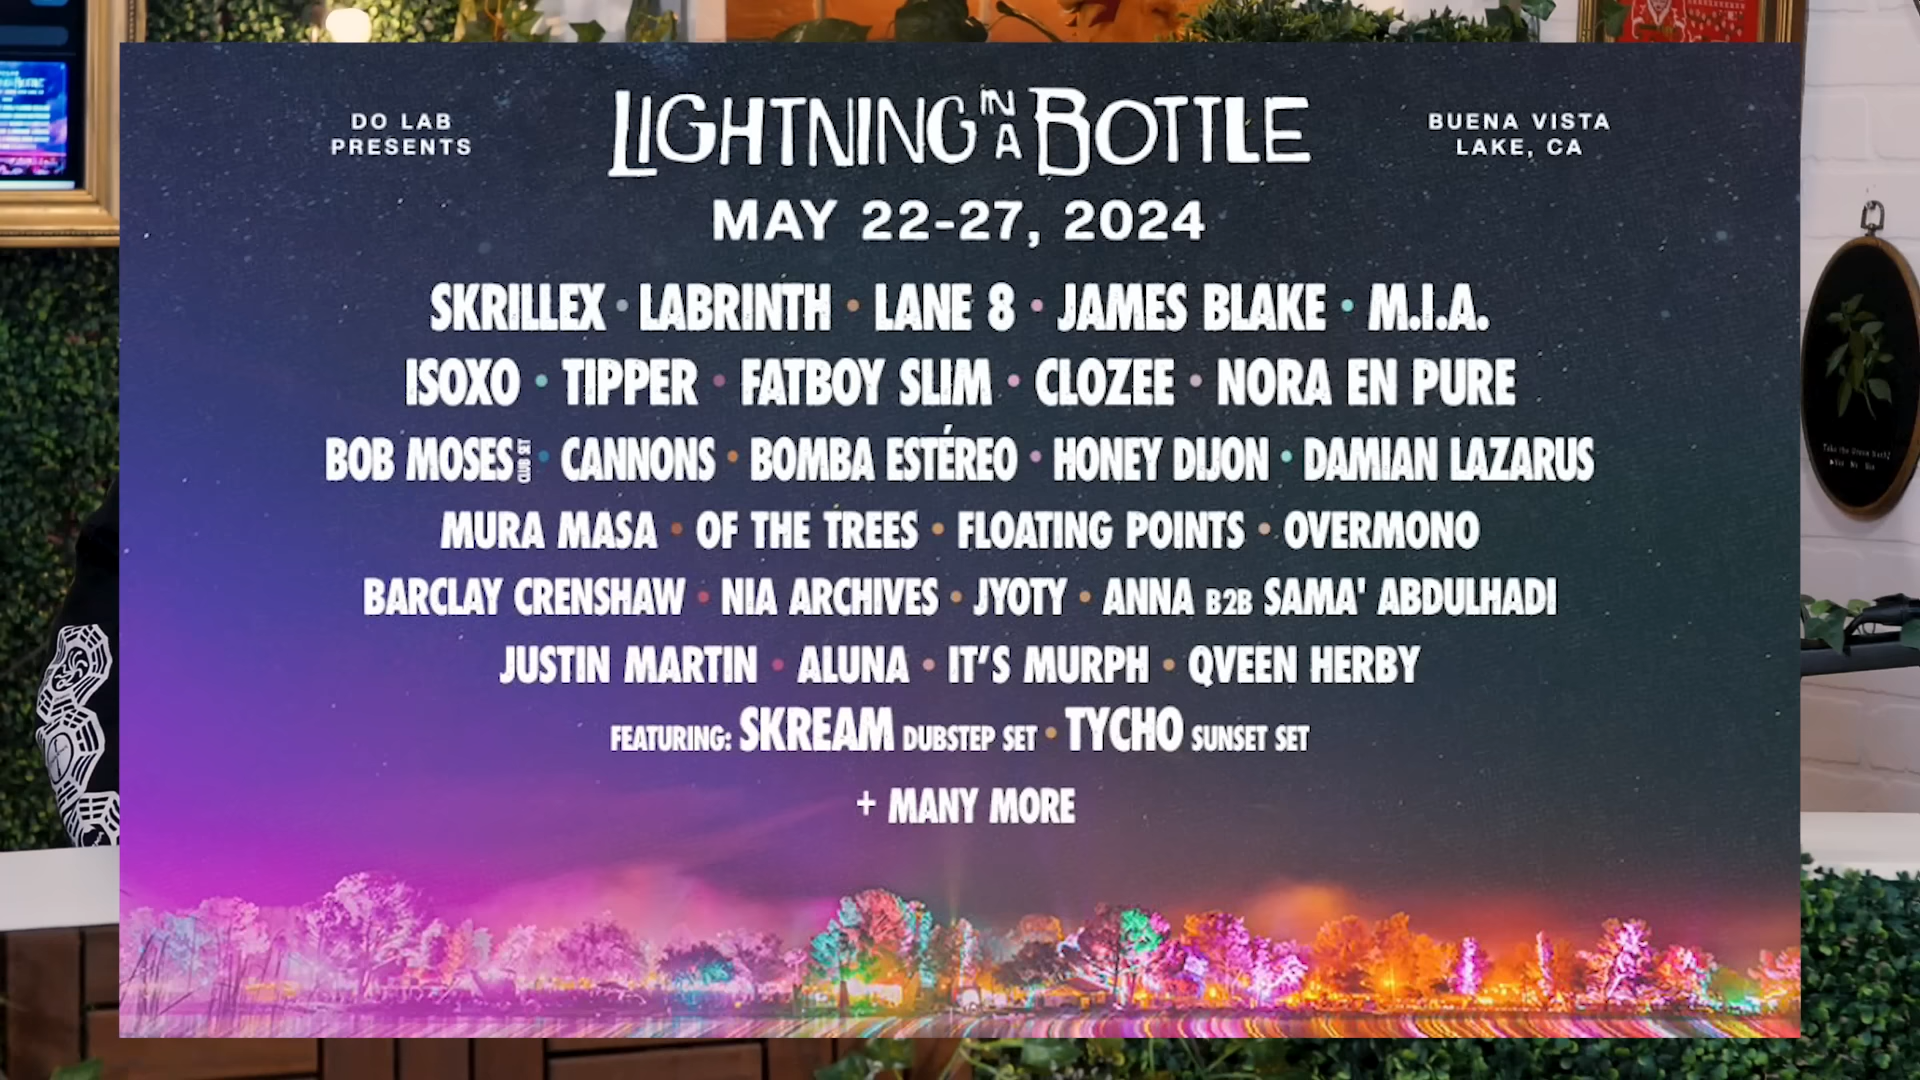 DO LAB
PRESENTS
LIGHTNING IN A BOTTLE
BUENA VISTA
LAKE, CA
MAY 22-27, 2024
SKRILLEX • LABRINTH • LANE 8 • JAMES BLAKE • M.I.A.
ISOXO • TIPPER • FATBOY SLIM • CLOZEE • NORA EN PURE
BOB MOSES CLUB SET • CANNONS • BOMBA ESTÉREO • HONEY DIJON • DAMIAN LAZARUS
MURA MASA • OF THE TREES • FLOATING POINTS • OVERMONO
BARCLAY CRENSHAW • NIA ARCHIVES • JYOTY • ANNA B2B SAMA' ABDULHADI
JUSTIN MARTIN • ALUNA • IT'S MURPH • QVEEN HERBY
FEATURING: SKREAM DUBSTEP SET • TYCHO SUNSET SET
+ MANY MORE